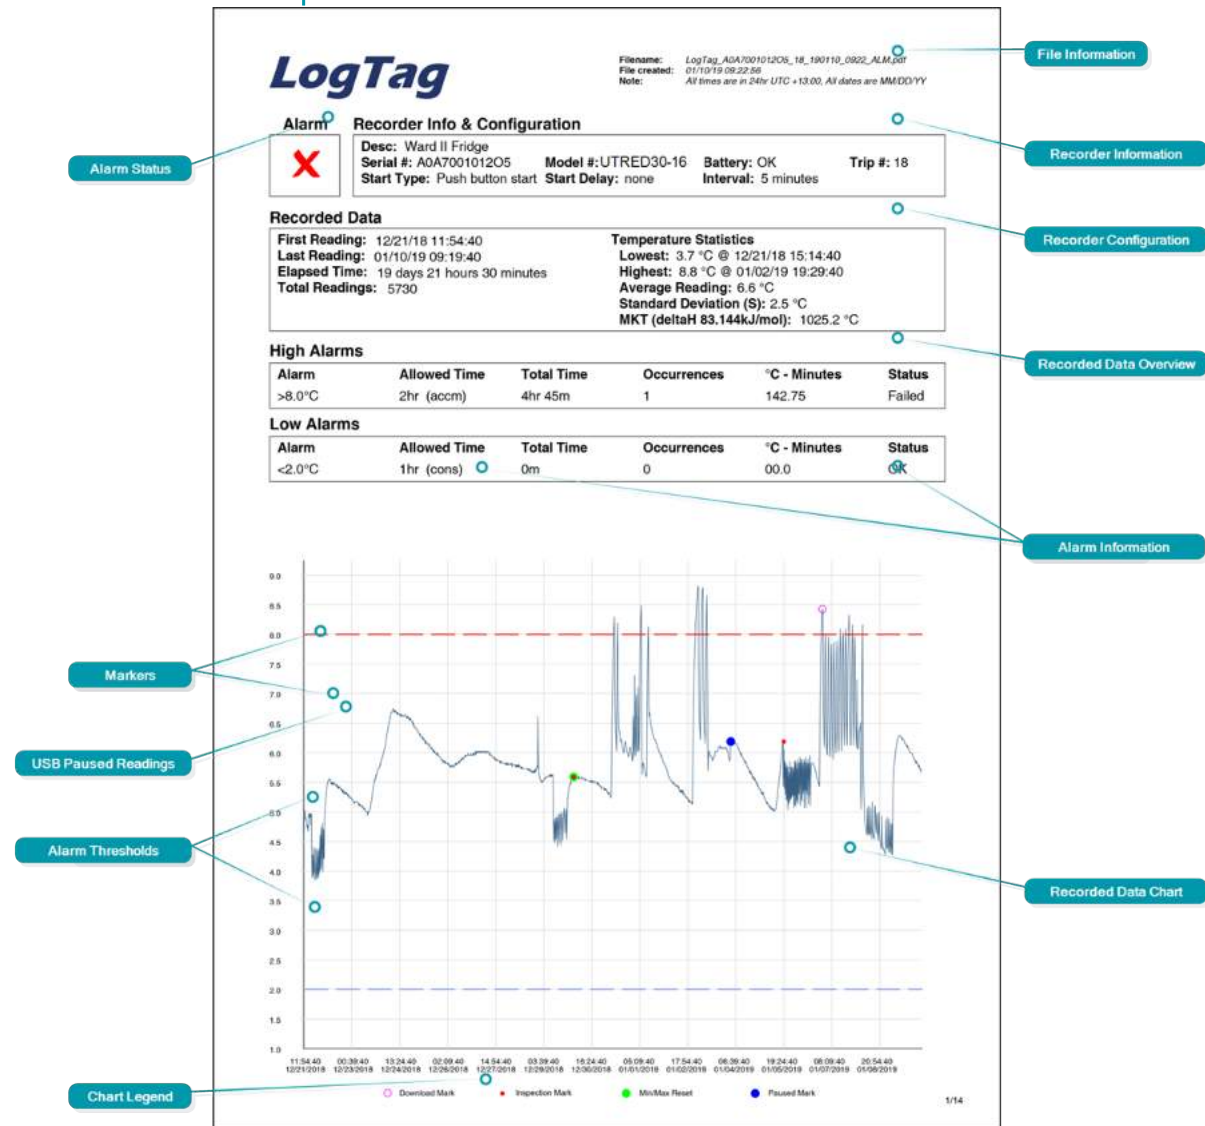 LogTag
Filename: LogTag_A0A7001012O5_18_190110_0922_ALM.pdf
File created: 01/10/19 09:22:56
Note: All times are in 24hr UTC +13:00, All dates are MM/DD/YY
File Information
Alarm Recorder Info & Configuration
Desc: Ward II Fridge
Serial #: A0A7001012O5 Model #:UTRED30-16 Battery: OK Trip #: 18
Start Type: Push button start Start Delay: none Interval: 5 minutes
Alarm Status
Recorder Information
Recorded Data
First Reading: 12/21/18 11:54:40
Last Reading: 01/10/19 09:19:40
Elapsed Time: 19 days 21 hours 30 minutes
Total Readings: 5730
Temperature Statistics
Lowest: 3.7 °C @ 12/21/18 15:14:40
Highest: 8.8 °C @ 01/02/19 19:29:40
Average Reading: 6.6 °C
Standard Deviation (S): 2.5 °C
MKT (deltaH 83.144kJ/mol): 1025.2 °C
Recorder Configuration
High Alarms
Alarm Allowed Time Total Time Occurrences °C - Minutes Status
>8.0°C 2hr (accm) 4hr 45m 1 142.75 Failed
Recorded Data Overview
Low Alarms
Alarm Allowed Time Total Time Occurrences °C - Minutes Status
<2.0°C 1hr (cons) 0m 0 00.0 OK
Alarm Information
9.0
8.5
8.0
7.5
7.0
6.5
6.0
5.5
5.0
4.5
4.0
3.5
3.0
2.5
2.0
1.5
1.0
Markers
USB Paused Readings
Alarm Thresholds
Recorded Data Chart
11:54:40 00:39:40 13:24:40 02:09:40 14:54:40 03:39:40 16:24:40 05:09:40 17:54:40 06:39:40 19:24:40 08:09:40 20:54:40
12/21/2018 12/23/2018 12/24/2018 12/26/2018 12/27/2018 12/29/2018 12/30/2018 01/01/2019 01/02/2019 01/04/2019 01/05/2019 01/07/2019 01/08/2019
Chart Legend
Download Mark Inspection Mark Min/Max Reset Paused Mark
1/14